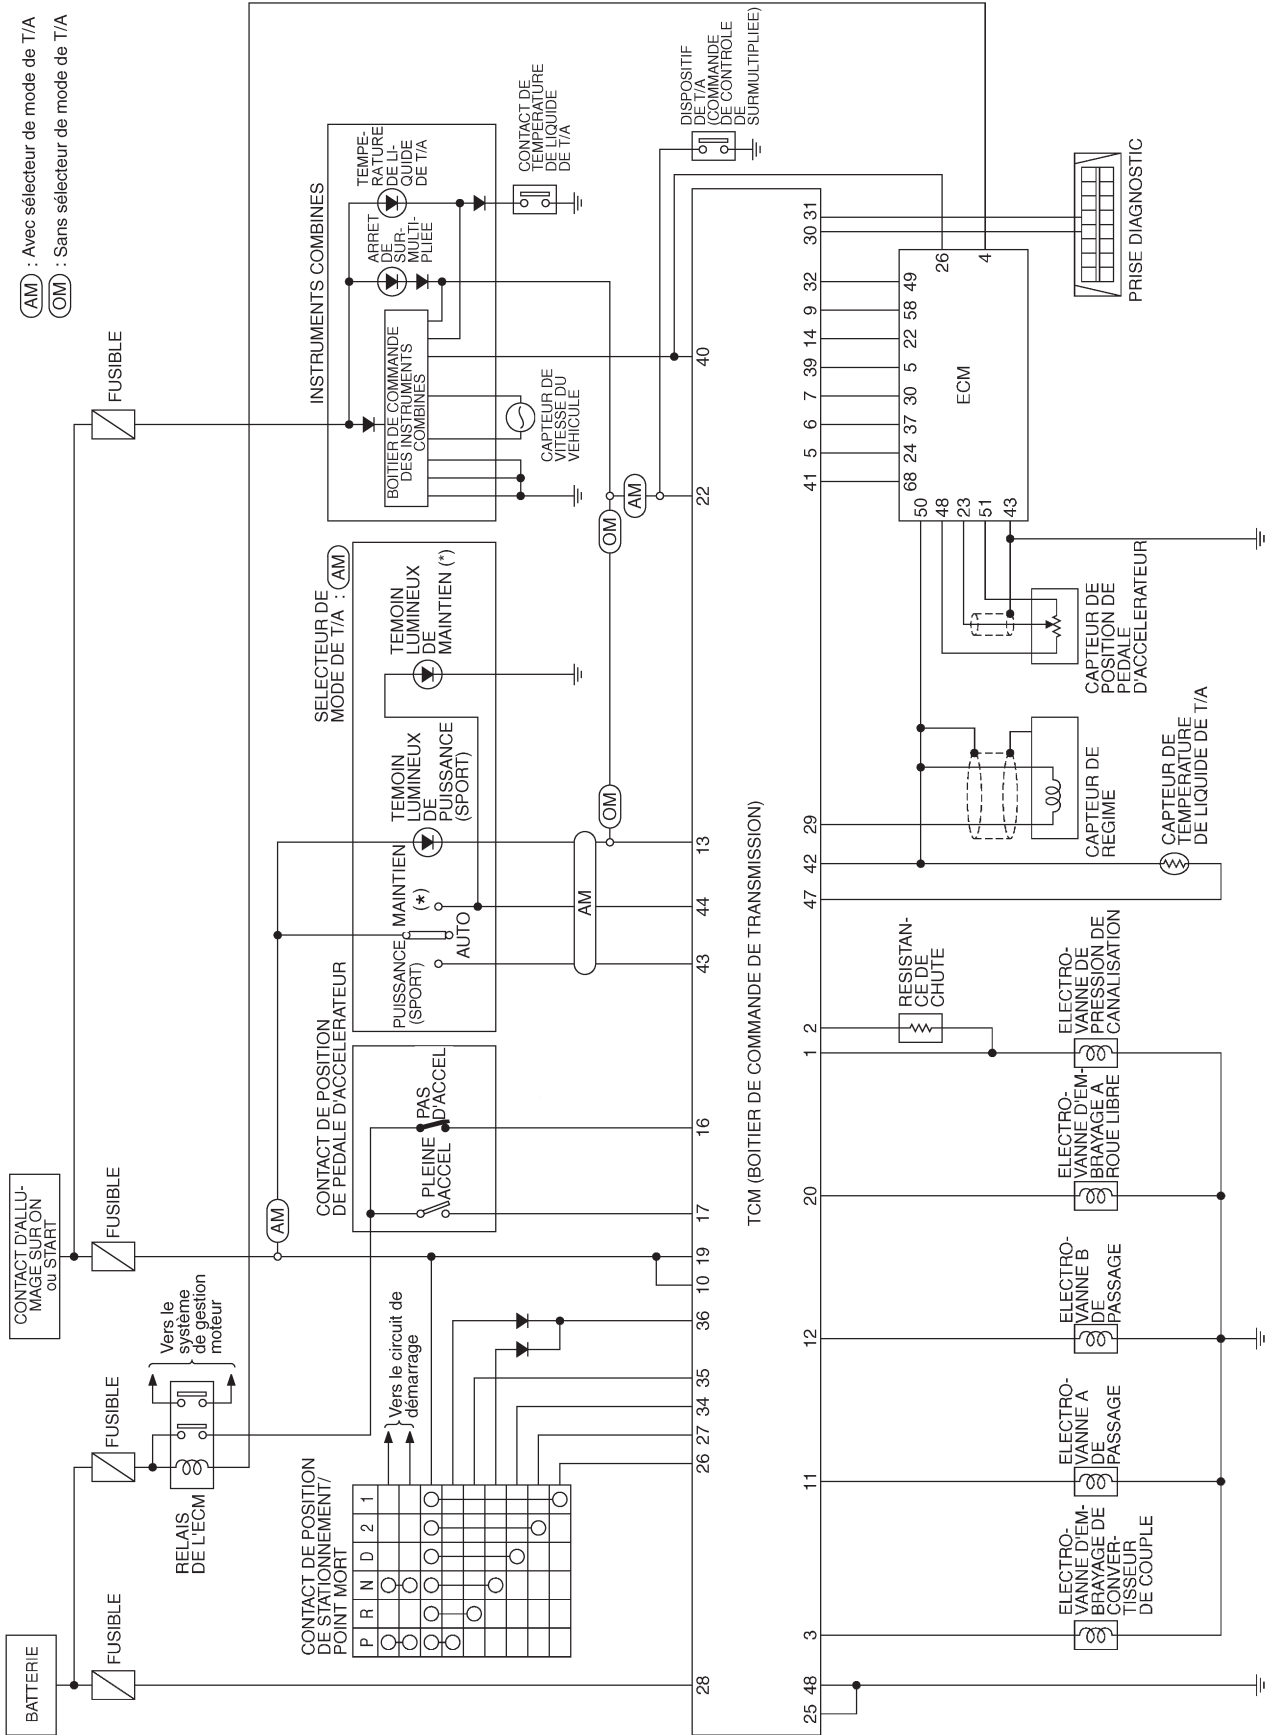 AM : Avec sélecteur de mode de T/A
OM : Sans sélecteur de mode de T/A
BATTERIE
FUSIBLE
FUSIBLE
RELAIS
DE L'ECM
Vers le
système
de gestion
moteur
CONTACT D'ALLU-
MAGE SUR ON
ou START
FUSIBLE
FUSIBLE
AM
CONTACT DE POSITION
DE STATIONNEMENT/
POINT MORT
P R N D 2 1
Vers le circuit de
démarrage
CONTACT DE POSITION
DE PEDALE D'ACCELERATEUR
PLEINE
ACCEL
PAS
D'ACCEL
SELECTEUR DE
MODE DE T/A : AM
PUISSANCE
(SPORT)
MAINTIEN
(*)
AUTO
TEMOIN
LUMINEUX
DE
PUISSANCE
(SPORT)
TEMOIN
LUMINEUX
DE
MAINTIEN (*)
AM
OM
OM
AM
INSTRUMENTS COMBINES
BOITIER DE COMMANDE
DES INSTRUMENTS
COMBINES
ARRET
DE
SUR-
MULTI-
PLIEE
TEMPE-
RATURE
DE LI-
QUIDE
DE T/A
CAPTEUR DE
VITESSE DU
VEHICULE
CONTACT DE
TEMPERATURE
DE LIQUIDE
DE T/A
DISPOSITIF
DE T/A
(COMMANDE
DE CONTROLE
DE
SURMULTIPLIEE)
28 26 27 34 35 36 10 19 17 16 43 44 13 22 40
TCM (BOITIER DE COMMANDE DE TRANSMISSION)
25 48 3 11 12 20 1 2 47 42 29 41 5 6 7 39 14 9 32 30 31
68 24 37 30 5 22 58 49 26
4
ECM
50
48
23
51
43
PRISE DIAGNOSTIC
RESISTAN-
CE DE
CHUTE
ELECTRO-
VANNE D'EM-
BRAYAGE DE
CONVER-
TISSEUR
DE COUPLE
ELECTRO-
VANNE A
DE
PASSAGE
ELECTRO-
VANNE B
DE
PASSAGE
ELECTRO-
VANNE D'EM-
BRAYAGE A
ROUE LIBRE
ELECTRO-
VANNE DE
PRESSION DE
CANALISATION
CAPTEUR DE
TEMPERATURE
DE LIQUIDE DE T/A
CAPTEUR DE
REGIME
CAPTEUR DE
POSITION DE
PEDALE
D'ACCELERATEUR